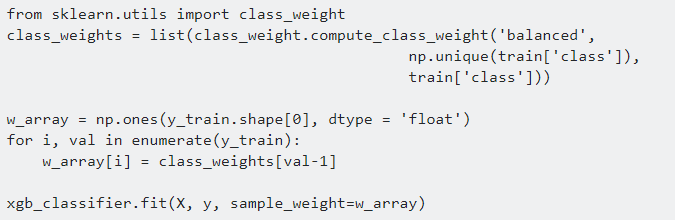 from sklearn.utils import class_weight
class_weights = list(class_weight.compute_class_weight('balanced',
                                             np.unique(train['class']),
                                             train['class']))

w_array = np.ones(y_train.shape[0], dtype = 'float')
for i, val in enumerate(y_train):
    w_array[i] = class_weights[val-1]

xgb_classifier.fit(X, y, sample_weight=w_array)